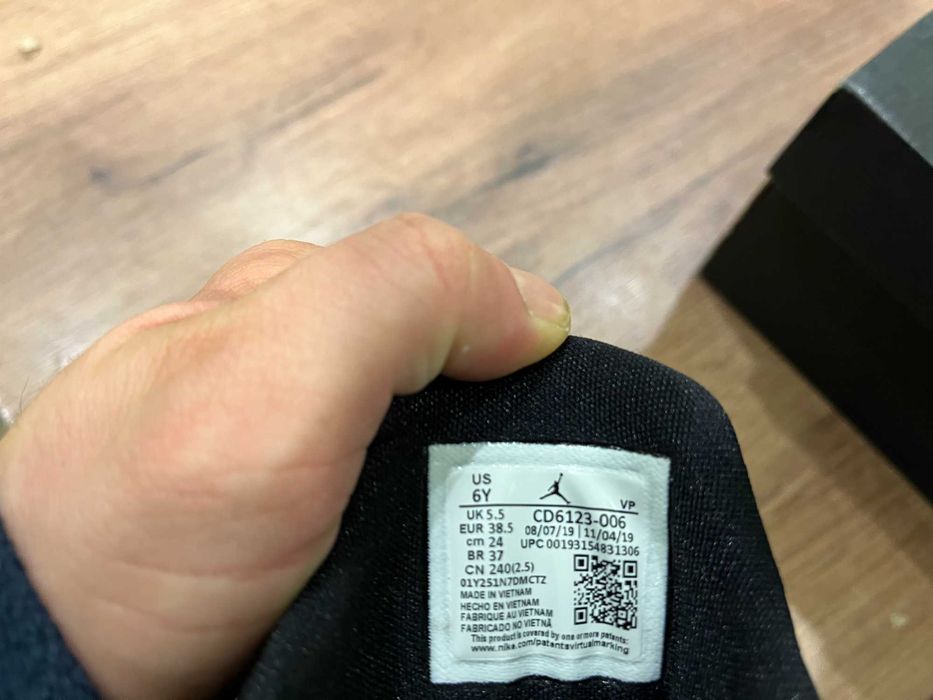 US
6Y
VP
UK 5.5
EUR 38.5
cm 24
BR 37
CN 240(2.5)
CD6123-006
08/07/19 | 11/04/19
UPC 00193154831306
01Y251N7DMCTZ
MADE IN VIETNAM
HECHO EN VIETNAM
FABRIQUE AU VIETNAM
FABRICADO NO VIETNÃ
This product is covered by one or more patents:
www.nike.com/patentsvirtualmarking